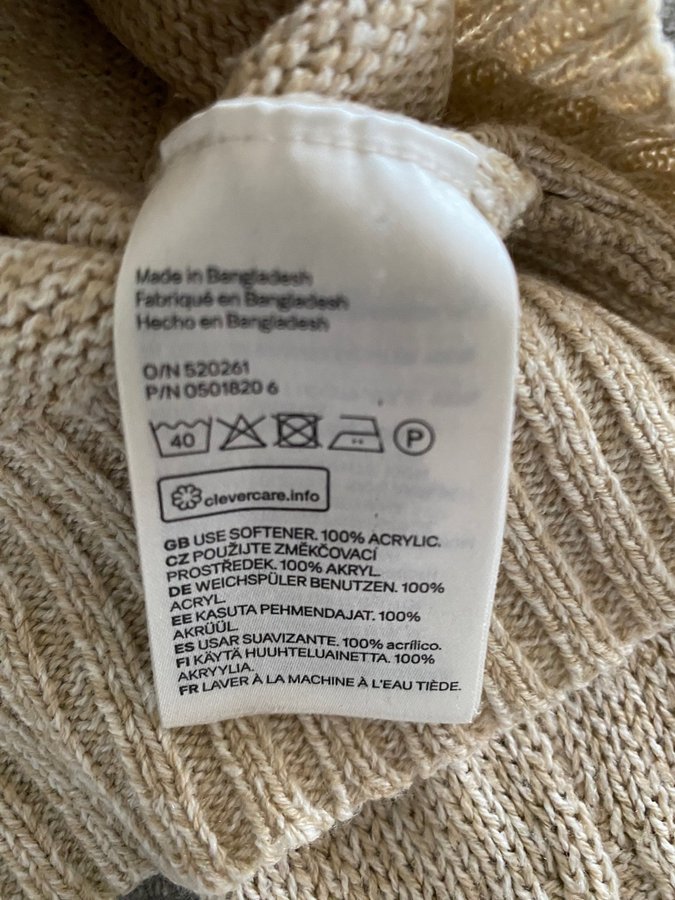 Made in Bangladesh
Fabriqué en Bangladesh
Hecho en Bangladesh
O/N 520261
P/N 0501820 6
40 P
clevercare.info
GB USE SOFTENER. 100% ACRYLIC.
CZ POUŽIJTE ZMĚKČOVACÍ
PROSTŘEDEK. 100% AKRYL.
DE WEICHSPÜLER BENUTZEN. 100%
ACRYL.
EE KASUTA PEHMENDAJAT. 100%
AKRÜÜL.
ES USAR SUAVIZANTE. 100% acrílico.
FI KÄYTÄ HUUHTELUAINETTA. 100%
AKRYYLIA.
FR LAVER À LA MACHINE À L'EAU TIÈDE.